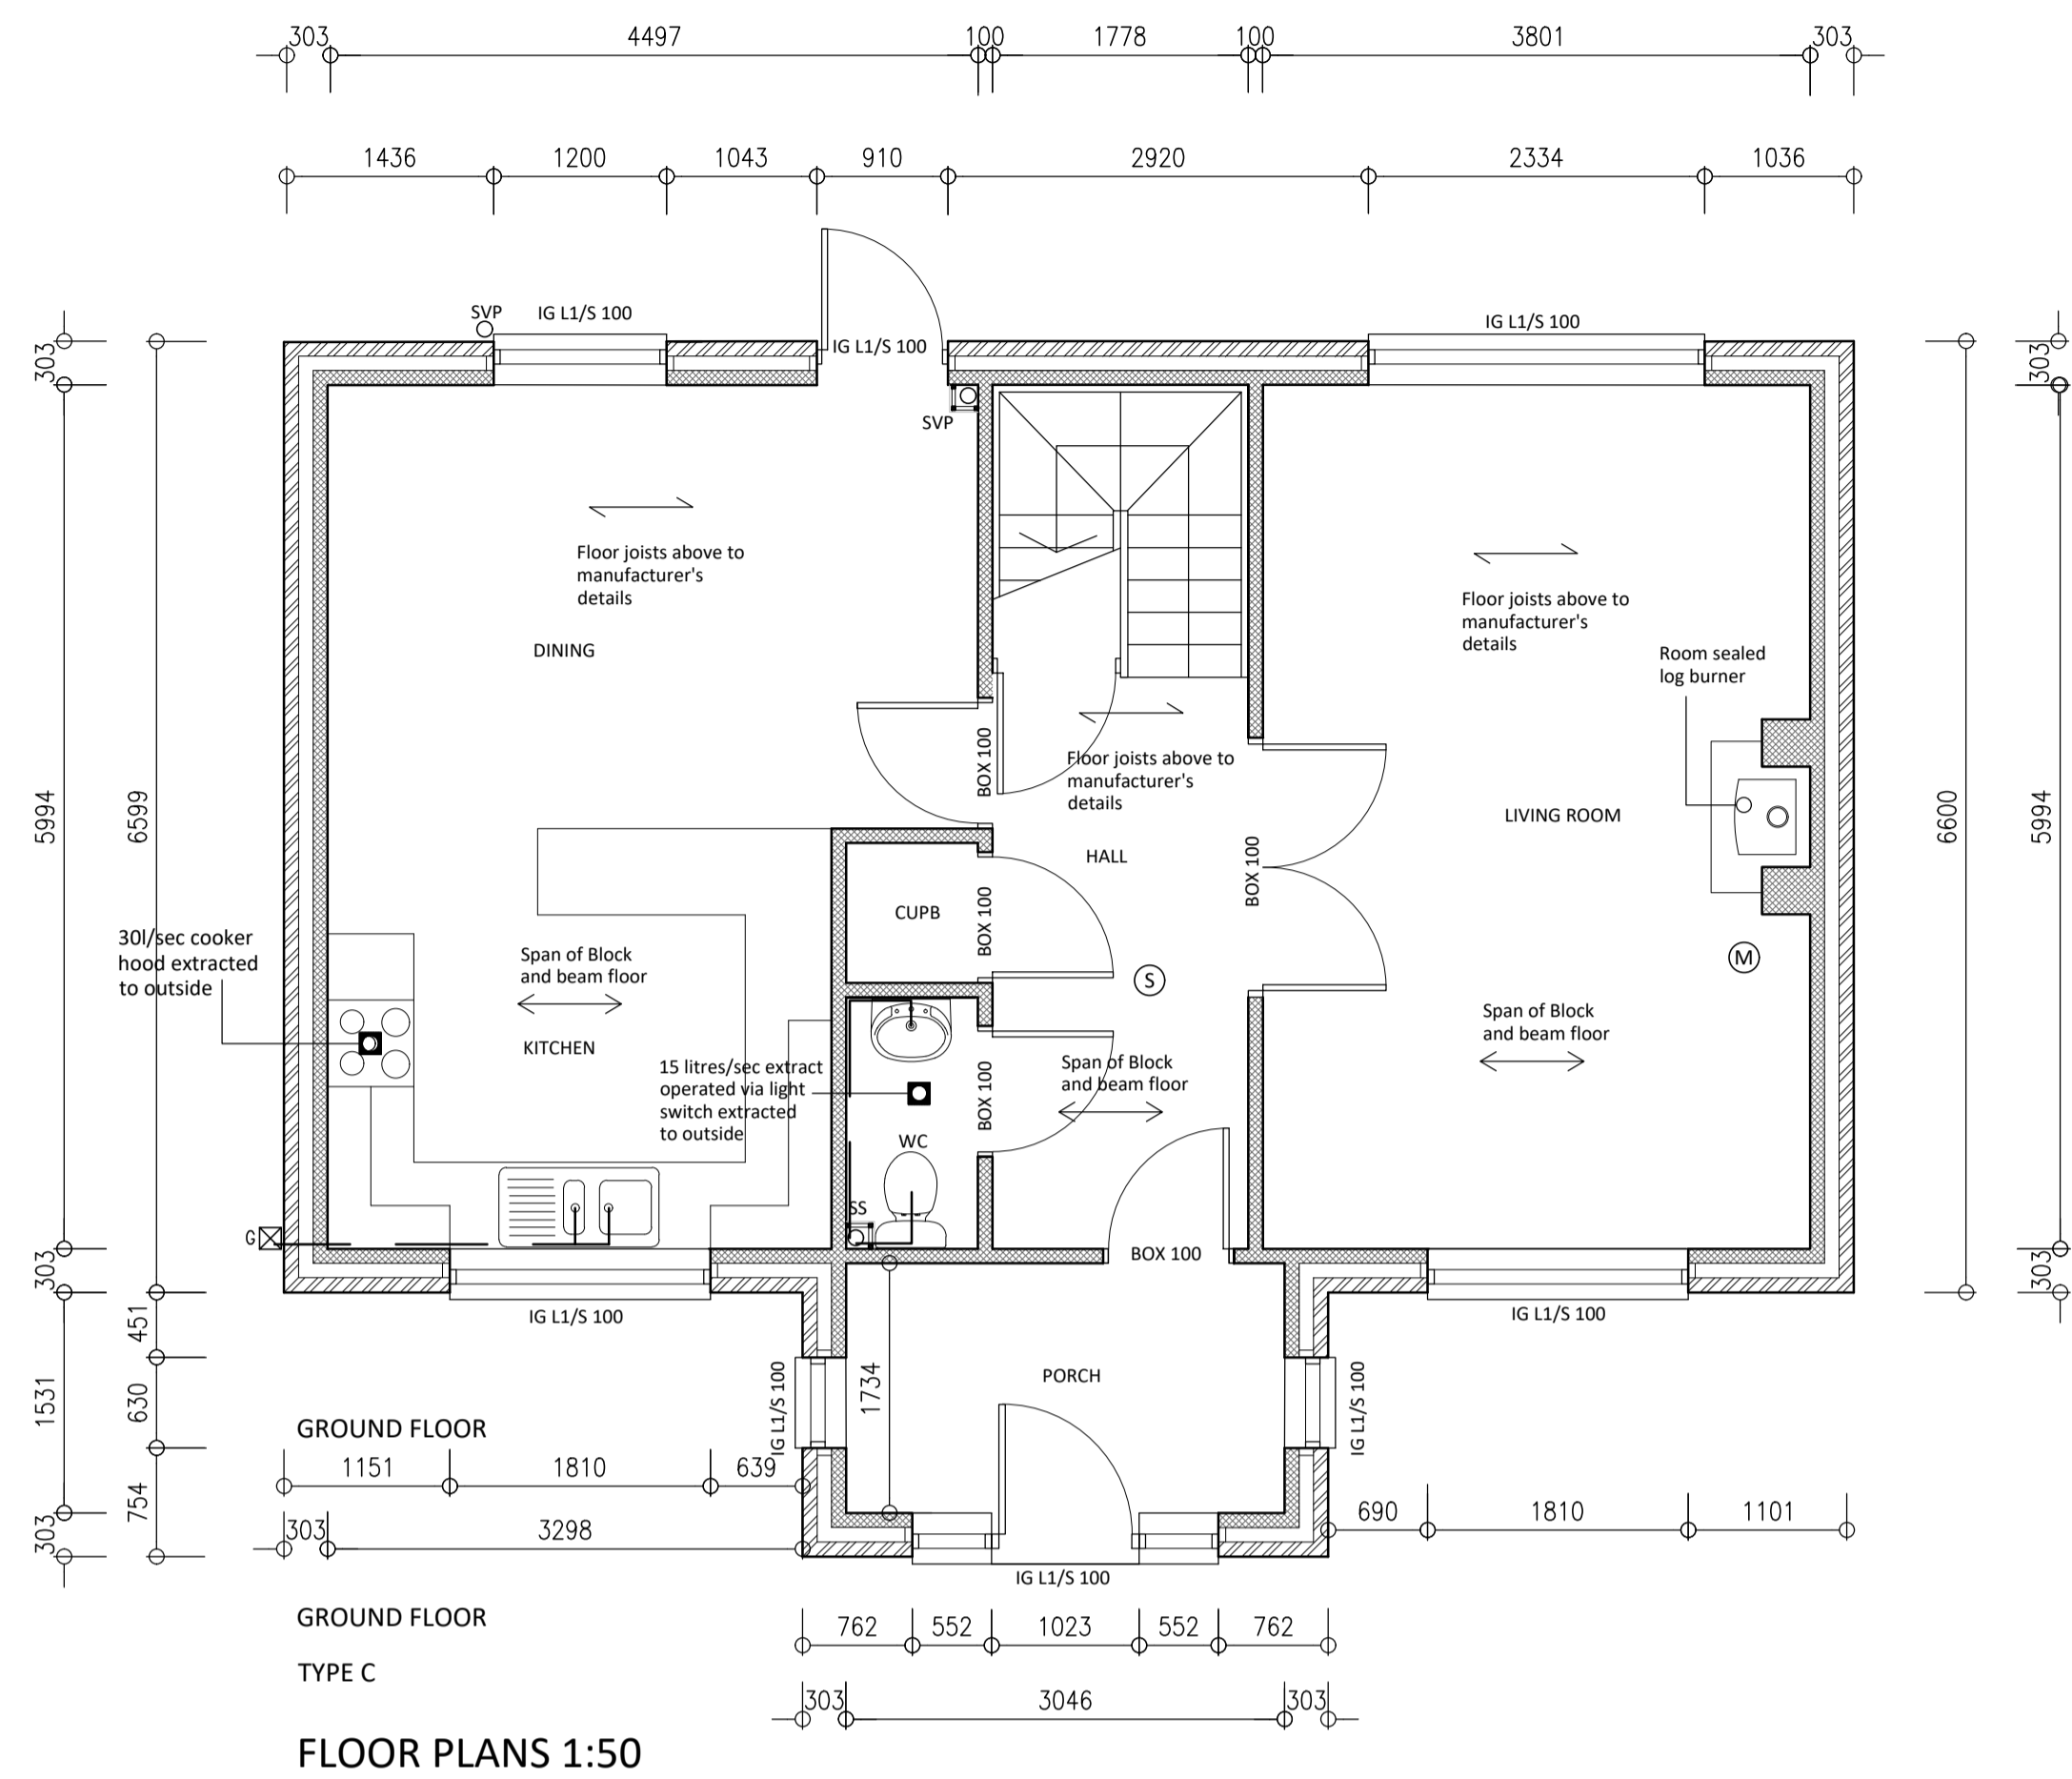 303 4497 100 1778 100 3801 303
1436 1200 1043 910 2920 2334 1036
SVP
IG L1/S 100
IG L1/S 100
IG L1/S 100
303
303
SVP
Floor joists above to
manufacturer's
details
DINING
Floor joists above to
manufacturer's
details
Room sealed
log burner
BOX 100
Floor joists above to
manufacturer's
details
5994
6599
LIVING ROOM
6600
5994
HALL
BOX 100
CUPB
BOX 100
30l/sec cooker
hood extracted
to outside
Span of Block
and beam floor
S
M
KITCHEN
15 litres/sec extract
operated via light
switch extracted
to outside
BOX 100
Span of Block
and beam floor
Span of Block
and beam floor
WC
SS
G
BOX 100
303
303
IG L1/S 100
IG L1/S 100
451
1531
630
754
303
IG L1/S 100
1734
PORCH
IG L1/S 100
GROUND FLOOR
1151 1810 639
303 3298
690 1810 1101
IG L1/S 100
GROUND FLOOR
762 552 1023 552 762
TYPE C
303 3046 303
FLOOR PLANS 1:50